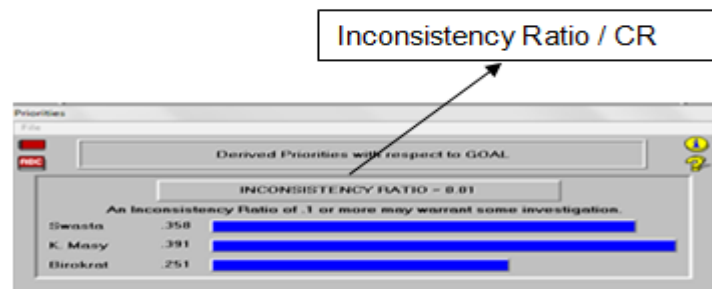 Inconsistency Ratio / CR
Priorities
File
ABC
Derived Priorities with respect to GOAL
INCONSISTENCY RATIO = 0.01
An Inconsistency Ratio of .1 or more may warrant some investigation.
Swasta .358
K. Masy .391
Birokrat .251